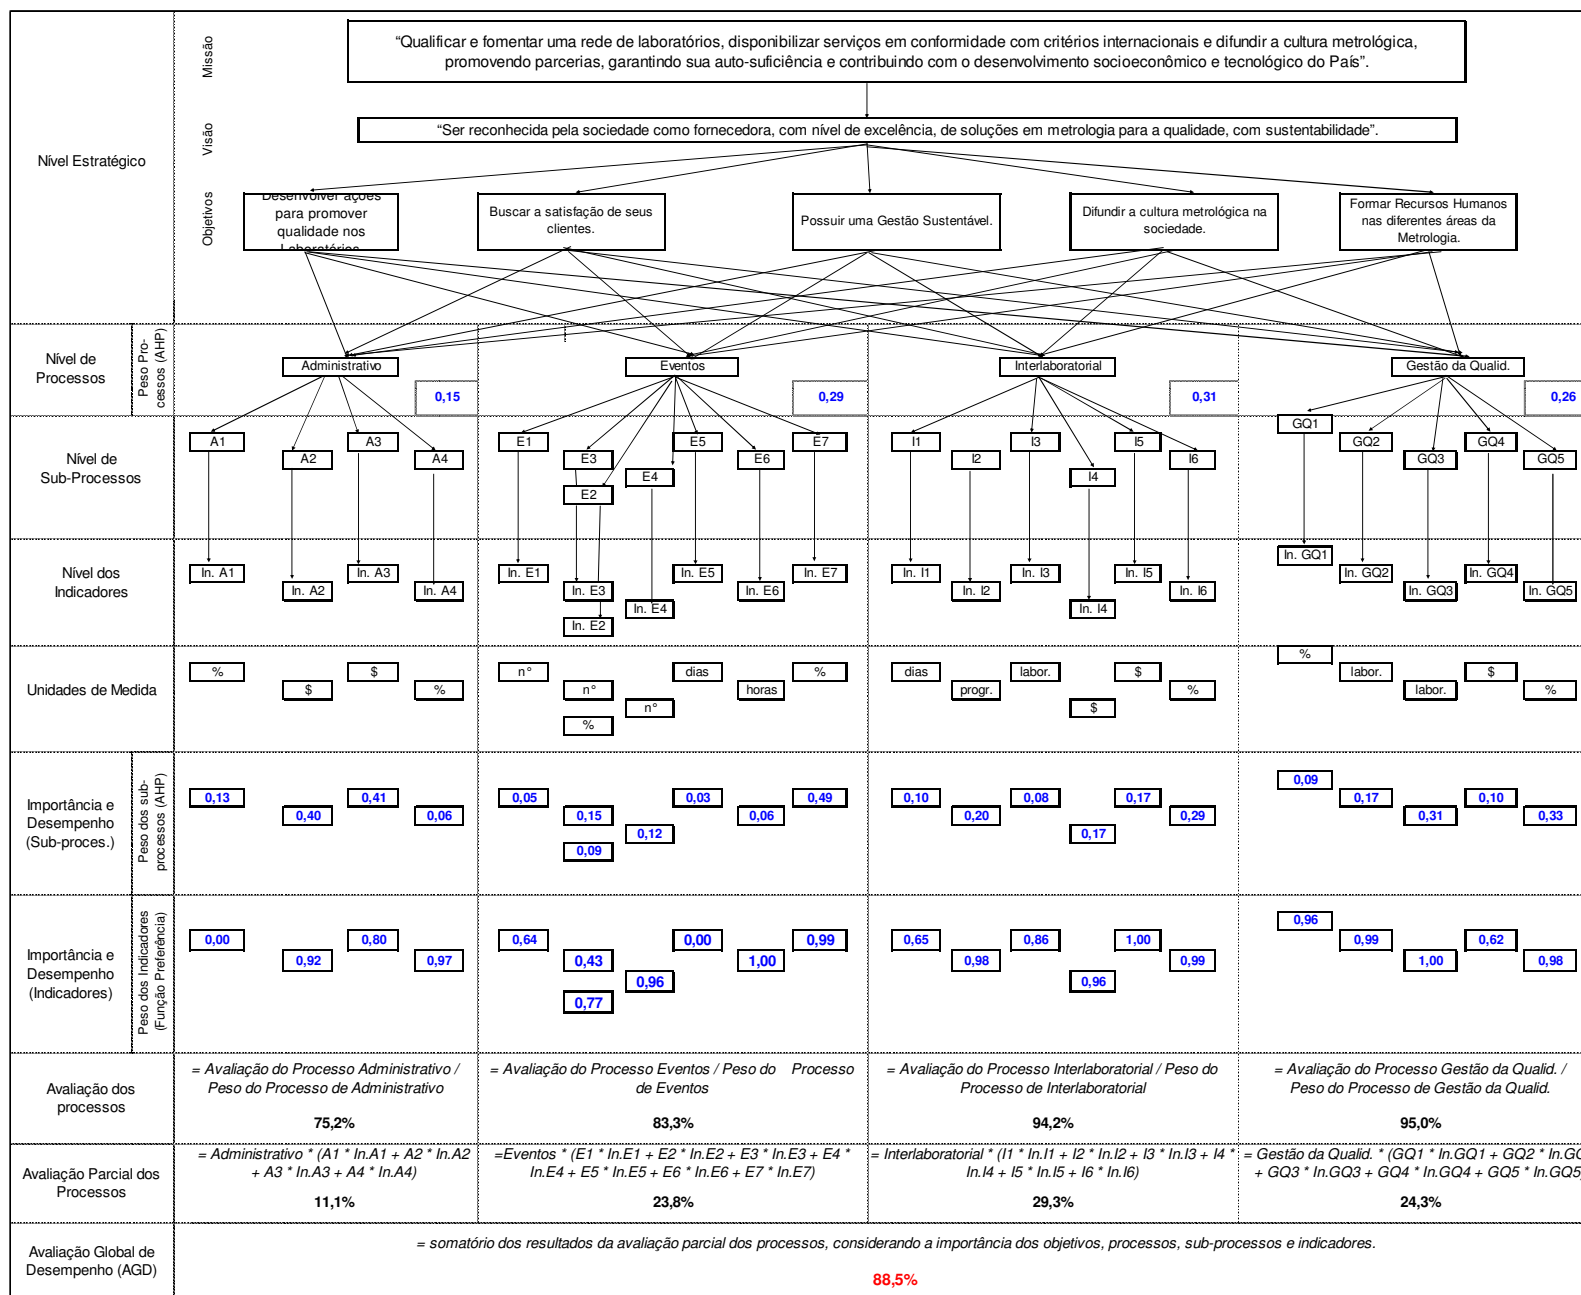 Missão
“Qualificar e fomentar uma rede de laboratórios, disponibilizar serviços em conformidade com critérios internacionais e difundir a cultura metrológica,
promovendo parcerias, garantindo sua auto-suficiência e contribuindo com o desenvolvimento socioeconômico e tecnológico do País”.
Visão
“Ser reconhecida pela sociedade como fornecedora, com nível de excelência, de soluções em metrologia para a qualidade, com sustentabilidade”.
Nível Estratégico
Objetivos
Desenvolver ações
para promover
qualidade nos
Laboratórios
Buscar a satisfação de seus
clientes.
Possuir uma Gestão Sustentável.
Difundir a cultura metrológica na
sociedade.
Formar Recursos Humanos
nas diferentes áreas da
Metrologia.
Nível de
Processos
Peso Pro-
cessos (AHP)
Administrativo
0,15
Eventos
0,29
Interlaboratorial
0,31
Gestão da Qualid.
0,26
Nível de
Sub-Processos
A1
A2
A3
A4
E1
E3
E2
E4
E5
E6
E7
I1
I2
I3
I4
I5
I6
GQ1
GQ2
GQ3
GQ4
GQ5
Nível dos
Indicadores
In. A1
In. A2
In. A3
In. A4
In. E1
In. E3
In. E2
In. E4
In. E5
In. E6
In. E7
In. I1
In. I2
In. I3
In. I4
In. I5
In. I6
In. GQ1
In. GQ2
In. GQ3
In. GQ4
In. GQ5
Unidades de Medida
%
$
$
%
n°
n°
%
n°
dias
horas
%
dias
progr.
labor.
$
$
%
%
labor.
labor.
$
%
Importância e
Desempenho
(Sub-proces.)
Peso dos sub-
processos (AHP)
0,13
0,40
0,41
0,06
0,05
0,15
0,09
0,12
0,03
0,06
0,49
0,10
0,20
0,08
0,17
0,17
0,29
0,09
0,17
0,31
0,10
0,33
Importância e
Desempenho
(Indicadores)
Peso dos Indicadores
(Função Preferência)
0,00
0,92
0,80
0,97
0,64
0,43
0,77
0,96
0,00
1,00
0,99
0,65
0,98
0,86
0,96
1,00
0,99
0,96
0,99
1,00
0,62
0,98
Avaliação dos
processos
= Avaliação do Processo Administrativo /
Peso do Processo de Administrativo
75,2%
= Avaliação do Processo Eventos / Peso do Processo
de Eventos
83,3%
= Avaliação do Processo Interlaboratorial / Peso do
Processo de Interlaboratorial
94,2%
= Avaliação do Processo Gestão da Qualid. /
Peso do Processo de Gestão da Qualid.
95,0%
Avaliação Parcial dos
Processos
= Administrativo * (A1 * In.A1 + A2 * In.A2
+ A3 * In.A3 + A4 * In.A4)
11,1%
=Eventos * (E1 * In.E1 + E2 * In.E2 + E3 * In.E3 + E4 *
In.E4 + E5 * In.E5 + E6 * In.E6 + E7 * In.E7)
23,8%
= Interlaboratorial * (I1 * In.I1 + I2 * In.I2 + I3 * In.I3 + I4 *
In.I4 + I5 * In.I5 + I6 * In.I6)
29,3%
= Gestão da Qualid. * (GQ1 * In.GQ1 + GQ2 * In.GQ
+ GQ3 * In.GQ3 + GQ4 * In.GQ4 + GQ5 * In.GQ5
24,3%
Avaliação Global de
Desempenho (AGD)
= somatório dos resultados da avaliação parcial dos processos, considerando a importância dos objetivos, processos, sub-processos e indicadores.
88,5%